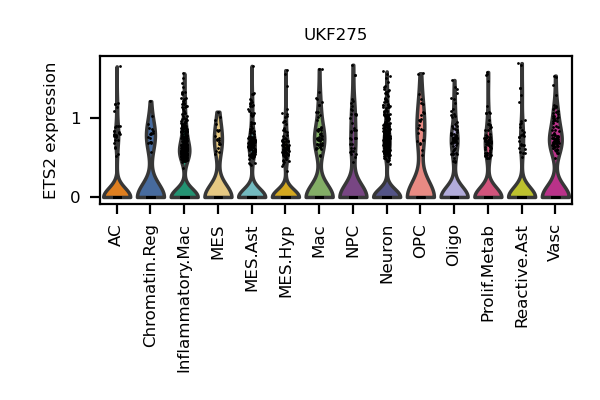 UKF275
ETS2 expression
1
0
AC
Chromatin.Reg
Inflammatory.Mac
MES
MES.Ast
MES.Hyp
Mac
NPC
Neuron
OPC
Oligo
Prolif.Metab
Reactive.Ast
Vasc